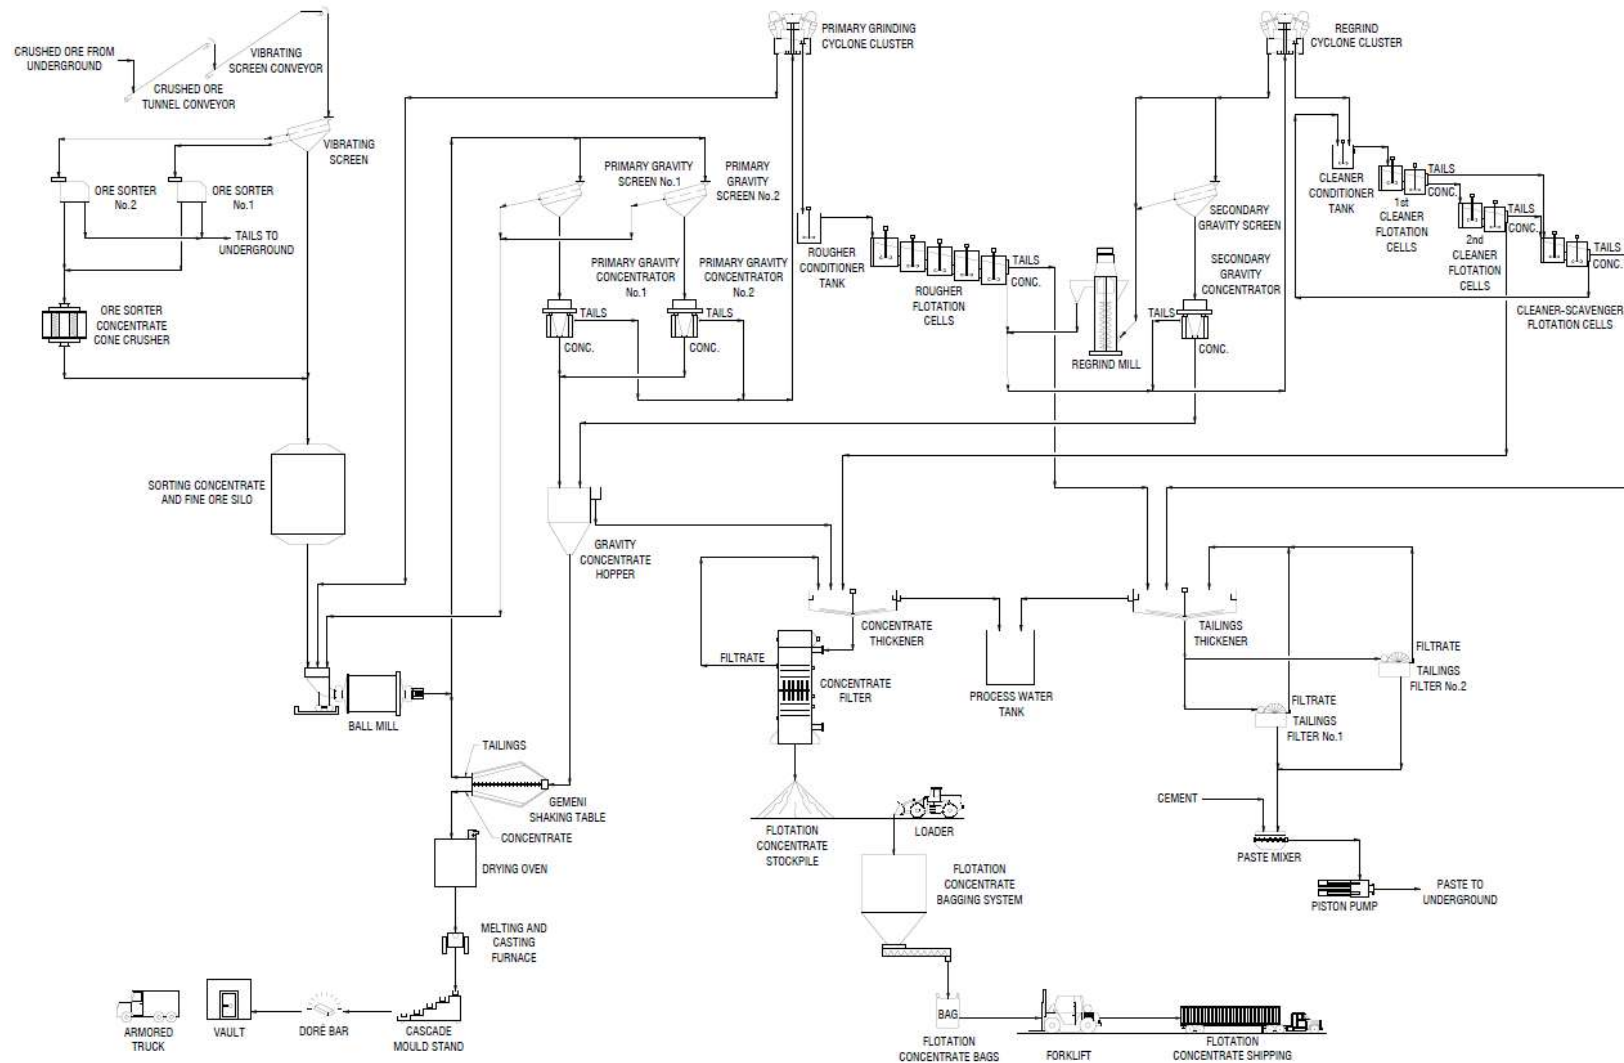 PRIMARY GRINDING
CYCLONE CLUSTER
REGRIND
CYCLONE CLUSTER
CRUSHED ORE FROM
UNDERGROUND
VIBRATING
SCREEN CONVEYOR
CRUSHED ORE
TUNNEL CONVEYOR
VIBRATING
SCREEN
ORE SORTER
No.2
ORE SORTER
No.1
TAILS TO
UNDERGROUND
ORE SORTER
CONCENTRATE
CONE CRUSHER
PRIMARY GRAVITY
SCREEN No.1
PRIMARY
GRAVITY
SCREEN No.2
PRIMARY GRAVITY
CONCENTRATOR
No.1
PRIMARY GRAVITY
CONCENTRATOR
No.2
TAILS
CONC.
TAILS
CONC.
ROUGHER
CONDITIONER
TANK
ROUGHER
FLOTATION
CELLS
TAILS
CONC.
REGRIND MILL
SECONDARY
GRAVITY SCREEN
SECONDARY
GRAVITY
CONCENTRATOR
TAILS
CONC.
CLEANER
CONDITIONER
TANK
TAILS
CONC.
1st
CLEANER
FLOTATION
CELLS
TAILS
CONC.
2nd
CLEANER
FLOTATION
CELLS
TAILS
CONC.
CLEANER-SCAVENGER
FLOTATION CELLS
SORTING CONCENTRATE
AND FINE ORE SILO
GRAVITY
CONCENTRATE
HOPPER
BALL MILL
TAILINGS
GEMENI
SHAKING TABLE
CONCENTRATE
DRYING OVEN
MELTING AND
CASTING
FURNACE
CASCADE
MOULD STAND
DORÉ BAR
VAULT
ARMORED
TRUCK
CONCENTRATE
THICKENER
FILTRATE
CONCENTRATE
FILTER
PROCESS WATER
TANK
TAILINGS
THICKENER
FILTRATE
TAILINGS
FILTER No.2
FILTRATE
TAILINGS
FILTER No.1
FLOTATION
CONCENTRATE
STOCKPILE
LOADER
FLOTATION
CONCENTRATE
BAGGING SYSTEM
CEMENT
PASTE MIXER
PISTON PUMP
PASTE TO
UNDERGROUND
BAG
FLOTATION
CONCENTRATE BAGS
FORKLIFT
FLOTATION
CONCENTRATE SHIPPING